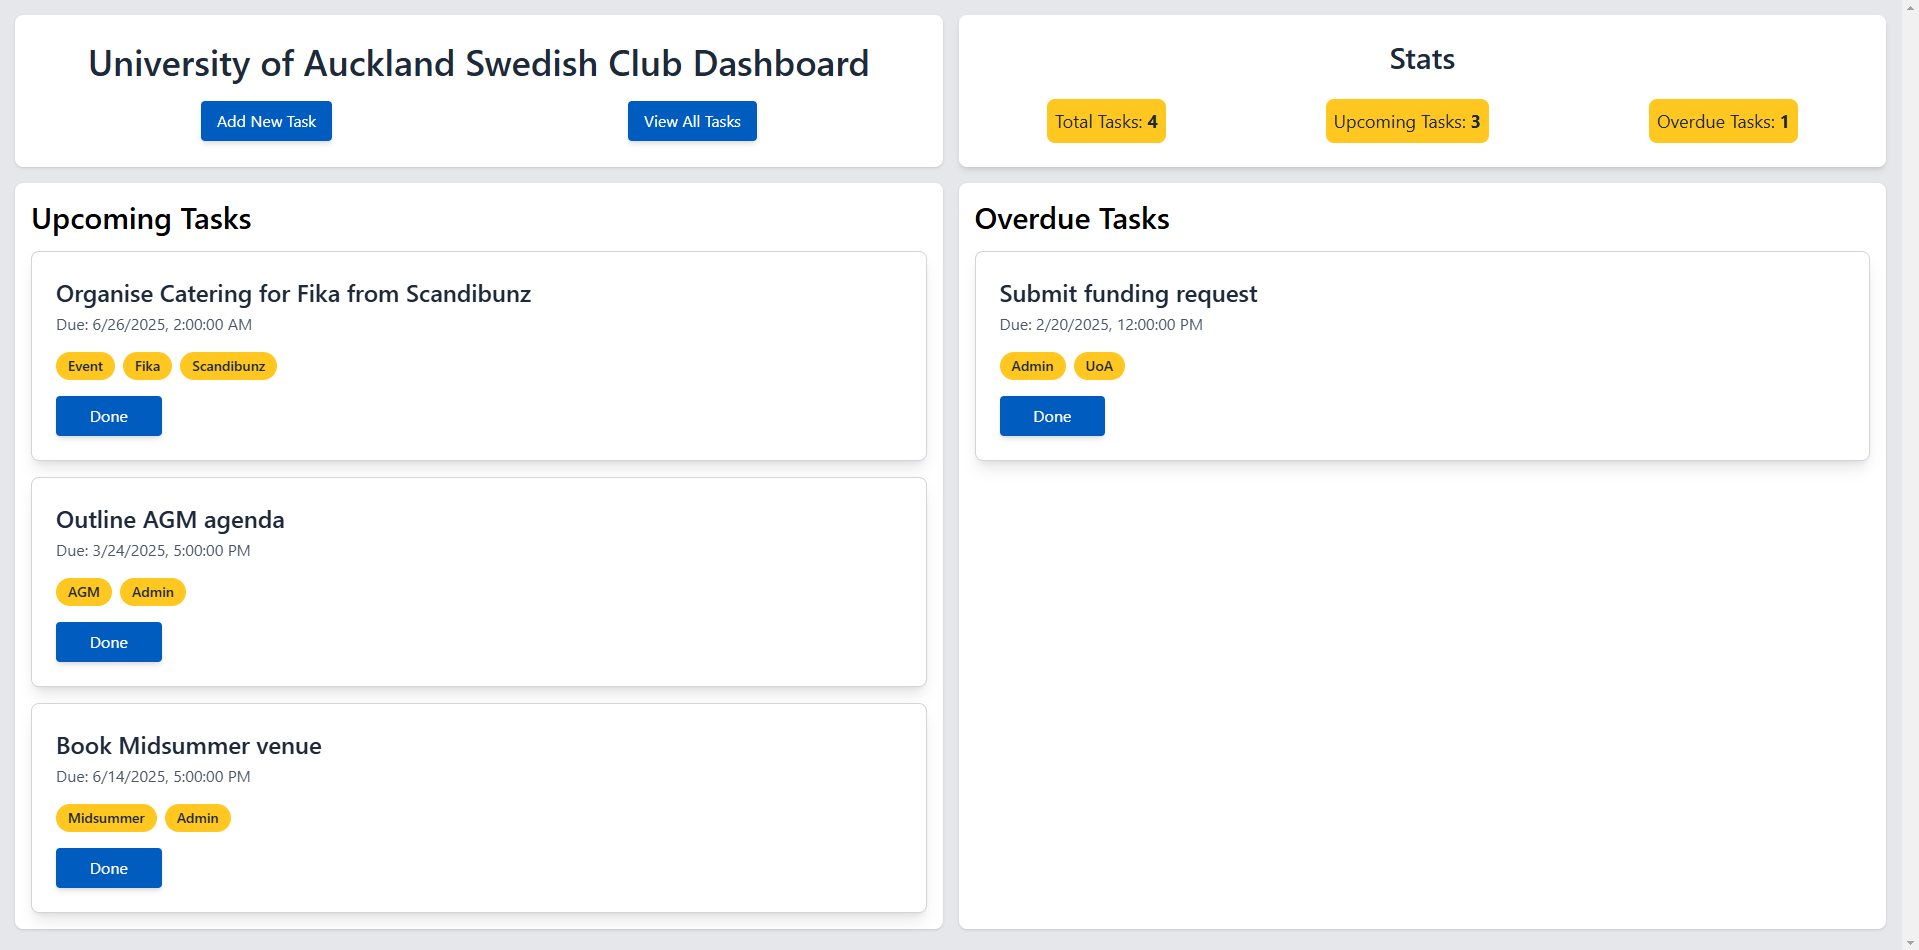 University of Auckland Swedish Club Dashboard
Add New Task
View All Tasks
Stats
Total Tasks: 4
Upcoming Tasks: 3
Overdue Tasks: 1
Upcoming Tasks
Organise Catering for Fika from Scandibunz
Due: 6/26/2025, 2:00:00 AM
Event
Fika
Scandibunz
Done
Outline AGM agenda
Due: 3/24/2025, 5:00:00 PM
AGM
Admin
Done
Book Midsummer venue
Due: 6/14/2025, 5:00:00 PM
Midsummer
Admin
Done
Overdue Tasks
Submit funding request
Due: 2/20/2025, 12:00:00 PM
Admin
UoA
Done